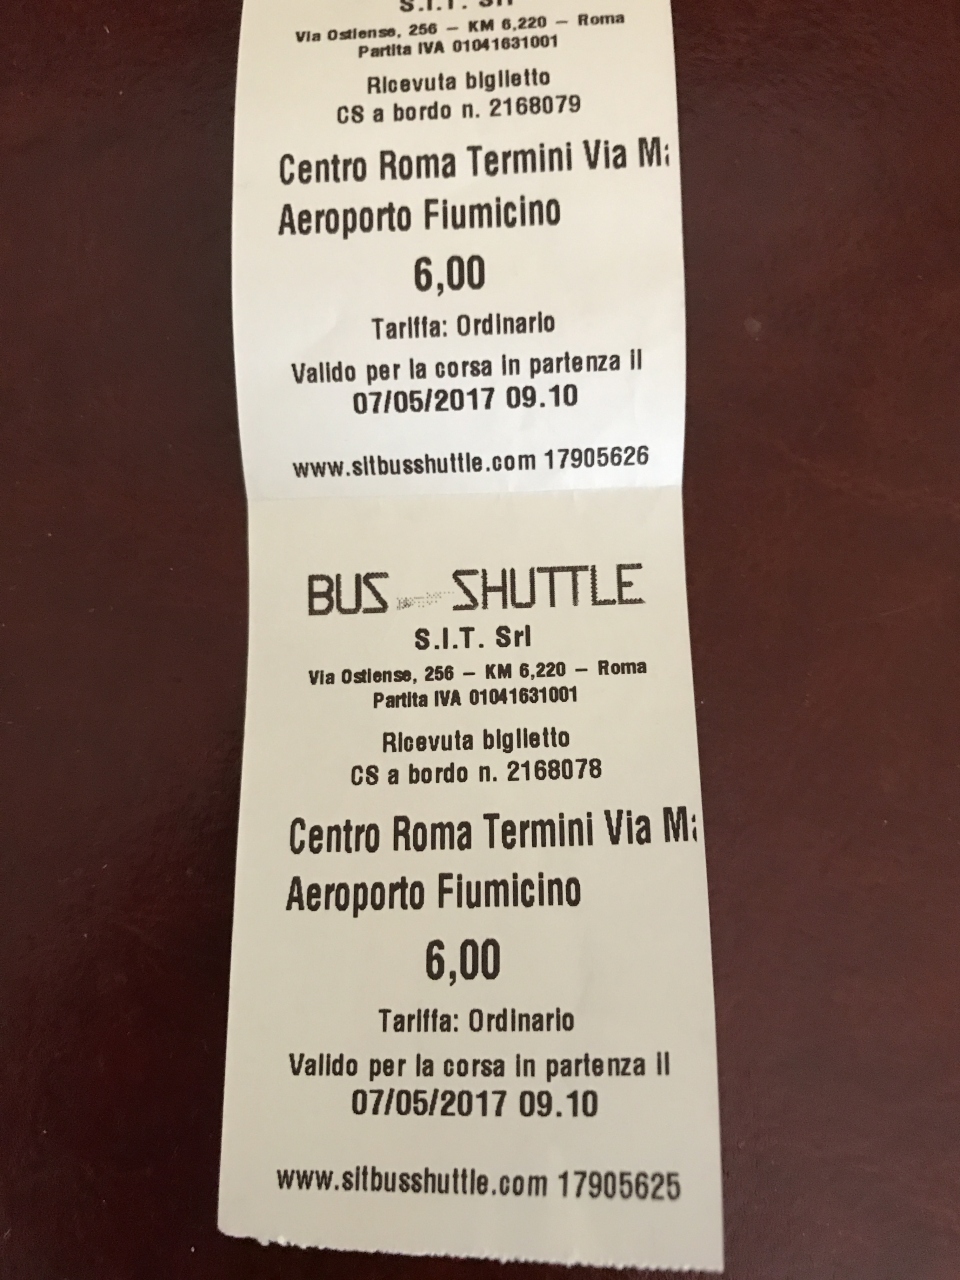 S.I.T. Srl
Via Ostiense, 256 – KM 6,220 – Roma
Partita IVA 01041631001
Ricevuta biglietto
CS a bordo n. 2168079
Centro Roma Termini Via
Aeroporto Fiumicino
6,00
Tariffa: Ordinario
Valido per la corsa in partenza il
07/05/2017 09.10
www.sitbusshuttle.com 17905626
BUS SHUTTLE
S.I.T. Srl
Via Ostiense, 256 – KM 6,220 – Roma
Partita IVA 01041631001
Ricevuta biglietto
CS a bordo n. 2168078
Centro Roma Termini Via
Aeroporto Fiumicino
6,00
Tariffa: Ordinario
Valido per la corsa in partenza il
07/05/2017 09.10
www.sitbusshuttle.com 17905625